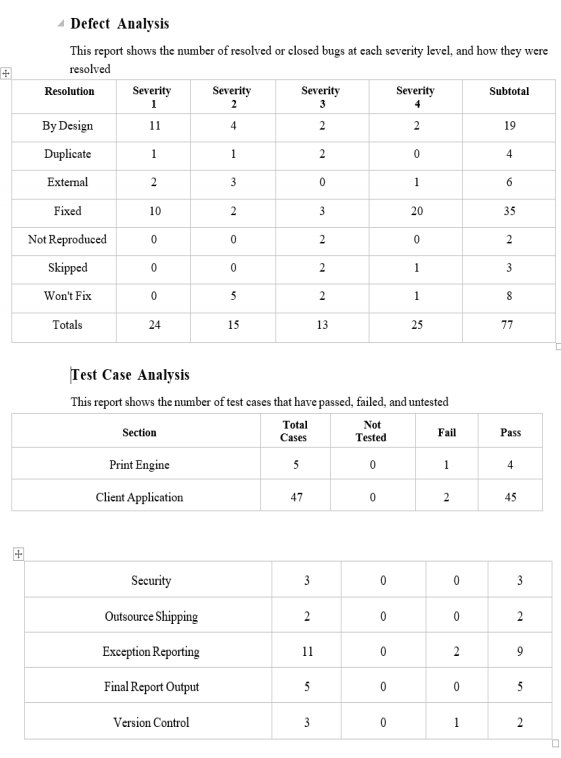 Defect Analysis
This report shows the number of resolved or closed bugs at each severity level, and how they were
resolved
Resolution Severity 1 Severity 2 Severity 3 Severity 4 Subtotal
By Design 11 4 2 2 19
Duplicate 1 1 2 0 4
External 2 3 0 1 6
Fixed 10 2 3 20 35
Not Reproduced 0 0 2 0 2
Skipped 0 0 2 1 3
Won't Fix 0 5 2 1 8
Totals 24 15 13 25 77
Test Case Analysis
This report shows the number of test cases that have passed, failed, and untested
Section Total Cases Not Tested Fail Pass
Print Engine 5 0 1 4
Client Application 47 0 2 45
Security 3 0 0 3
Outsource Shipping 2 0 0 2
Exception Reporting 11 0 2 9
Final Report Output 5 0 0 5
Version Control 3 0 1 2